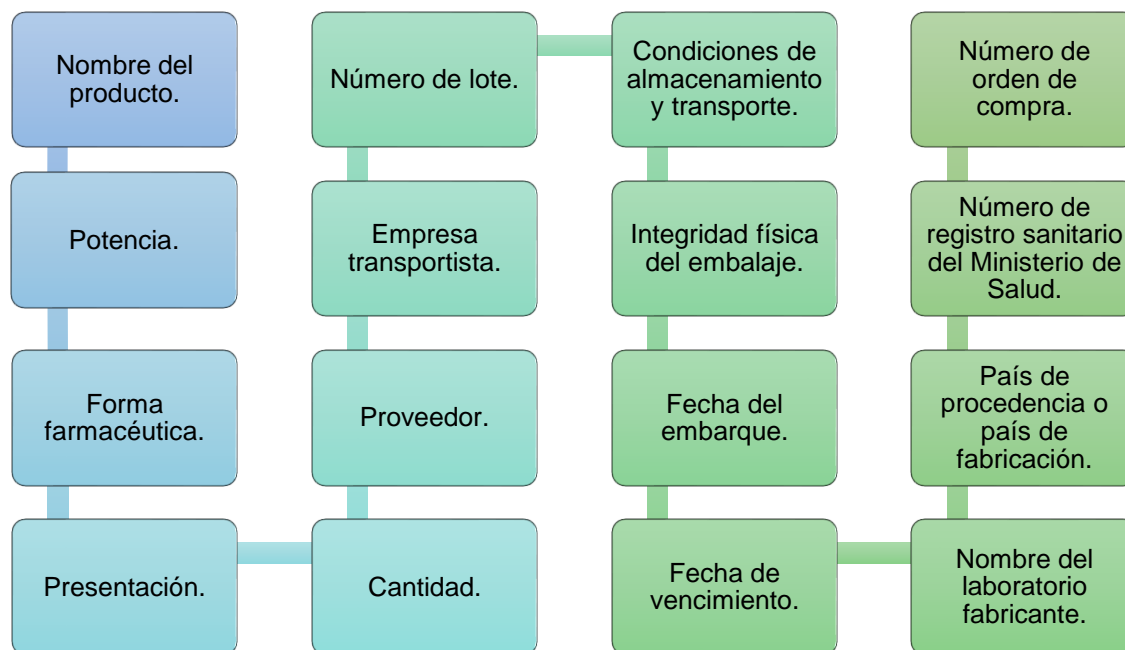 Nombre del
producto.
Potencia.
Forma
farmacéutica.
Presentación.
Cantidad.
Proveedor.
Empresa
transportista.
Número de lote.
Condiciones de
almacenamiento
y transporte.
Integridad física
del embalaje.
Fecha del
embarque.
Fecha de
vencimiento.
Nombre del
laboratorio
fabricante.
País de
procedencia o
país de
fabricación.
Número de
registro sanitario
del Ministerio de
Salud.
Número de
orden de
compra.